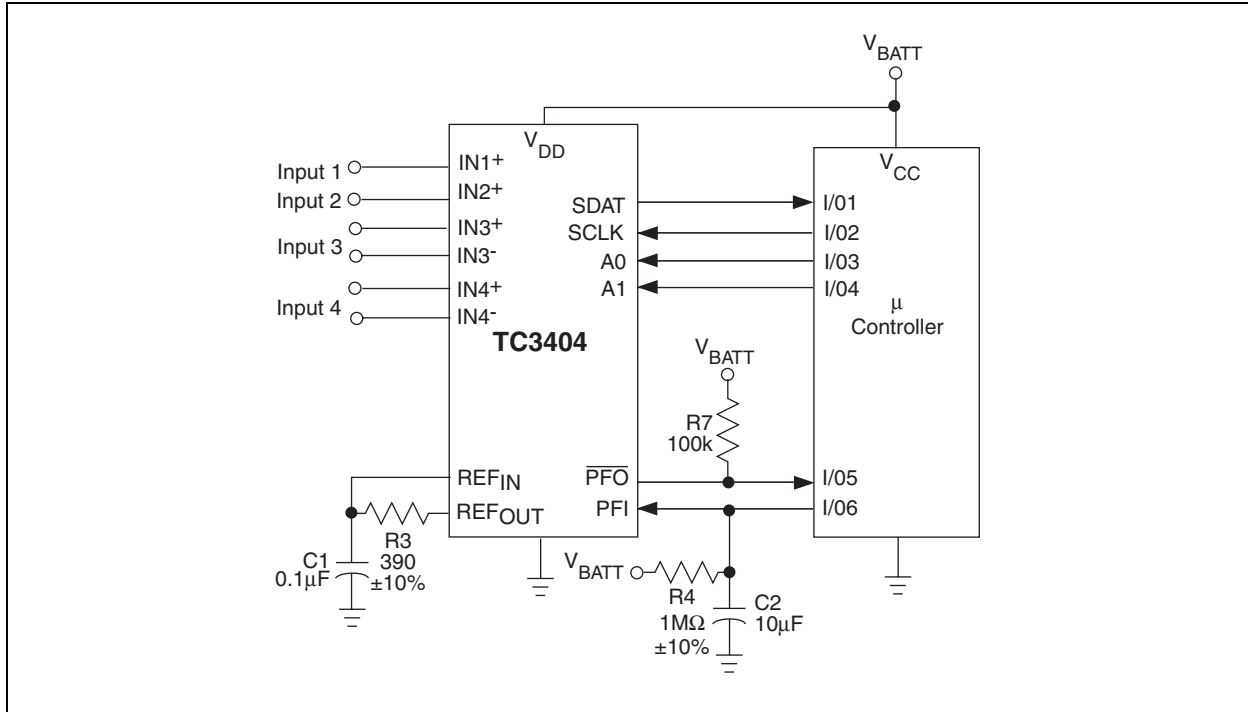 VBATT
VDD
VCC
Input 1
IN1+
Input 2
IN2+
IN3+
Input 3
IN3-
IN4+
Input 4
IN4-
TC3404
SDAT
SCLK
A0
A1
I/01
I/02
I/03
I/04
μ
Controller
VBATT
R7
100k
REFIN
REFOUT
PFO
PFI
I/05
I/06
R3
390
±10%
C1
0.1μF
VBATT
R4
1MΩ
±10%
C2
10μF